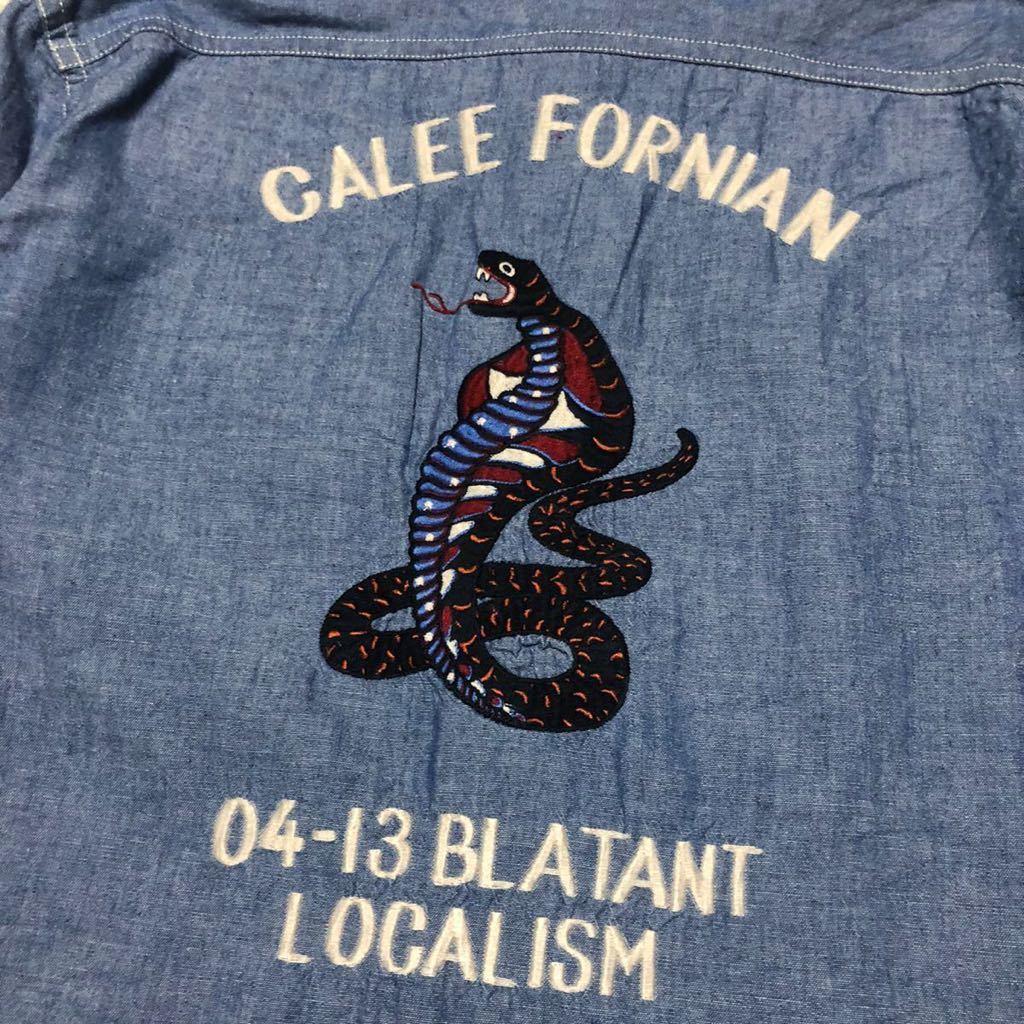 CALEE FORNIAN
04-13 BLATANT
LOCALISM